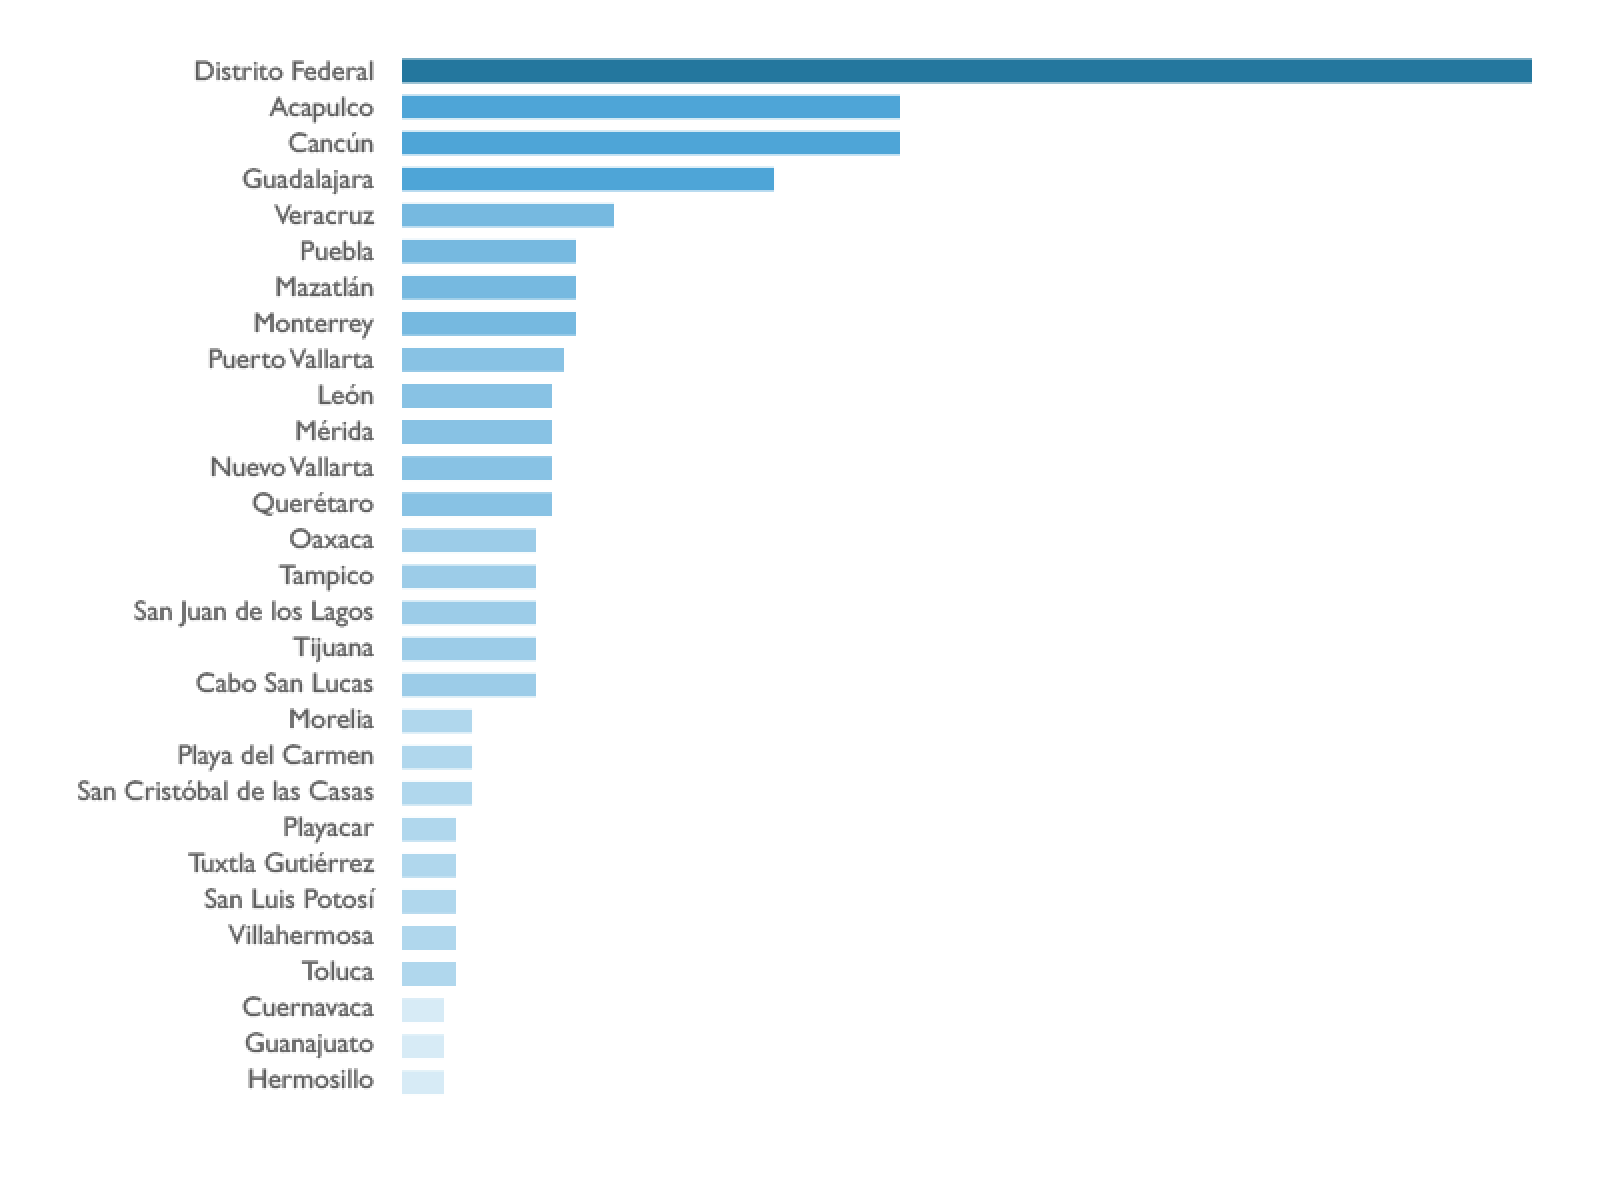 Distrito Federal
Acapulco
Cancún
Guadalajara
Veracruz
Puebla
Mazatlán
Monterrey
Puerto Vallarta
León
Mérida
Nuevo Vallarta
Querétaro
Oaxaca
Tampico
San Juan de los Lagos
Tijuana
Cabo San Lucas
Morelia
Playa del Carmen
San Cristóbal de las Casas
Playacar
Tuxtla Gutiérrez
San Luis Potosí
Villahermosa
Toluca
Cuernavaca
Guanajuato
Hermosillo